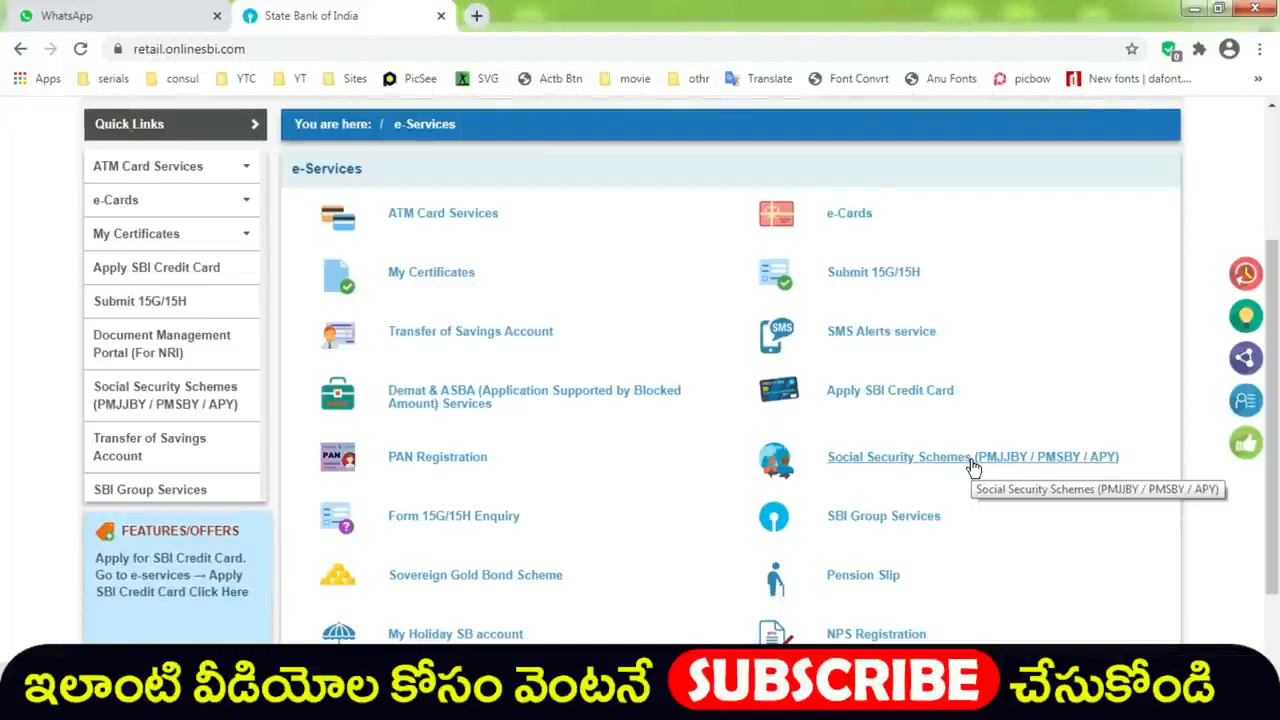 WhatsApp
State Bank of India
retail.onlinesbi.com
Apps serials consul YTC YT Sites PicSee SVG Actb Btn movie othr Translate Font Convrt Anu Fonts picbow New fonts | dafont.... »
Quick Links
You are here: / e-Services
ATM Card Services
e-Cards
My Certificates
Apply SBI Credit Card
Submit 15G/15H
Document Management
Portal (For NRI)
Social Security Schemes
(PMJJBY / PMSBY / APY)
Transfer of Savings
Account
SBI Group Services
FEATURES/OFFERS
Apply for SBI Credit Card.
Go to e-services → Apply
SBI Credit Card Click Here
e-Services
ATM Card Services
e-Cards
My Certificates
Submit 15G/15H
Transfer of Savings Account
SMS
SMS Alerts service
Demat & ASBA (Application Supported by Blocked
Amount) Services
Apply SBI Credit Card
PAN
PAN Registration
Social Security Schemes (PMJJBY / PMSBY / APY)
Social Security Schemes (PMJJBY / PMSBY / APY)
Form 15G/15H Enquiry
SBI Group Services
Sovereign Gold Bond Scheme
Pension Slip
My Holiday SB account
NPS
NPS Registration
ఇలాంటి వీడియోల కోసం వెంటనే SUBSCRIBE చేసుకోండి